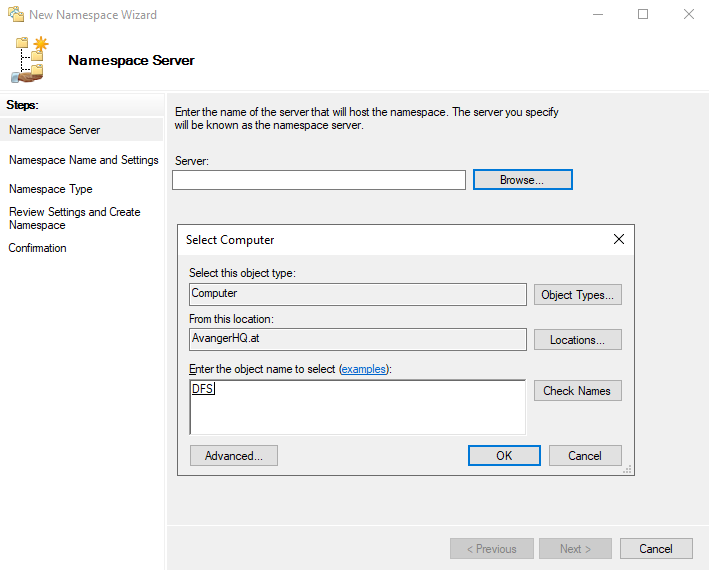 New Namespace Wizard
Namespace Server
Steps:
Namespace Server
Namespace Name and Settings
Namespace Type
Review Settings and Create
Namespace
Confirmation
Enter the name of the server that will host the namespace. The server you specify
will be known as the namespace server.
Server:
Browse...
Select Computer
Select this object type:
Computer
Object Types...
From this location:
AvangerHQ.at
Locations...
Enter the object name to select (examples):
DFS
Check Names
Advanced...
OK
Cancel
< Previous
Next >
Cancel